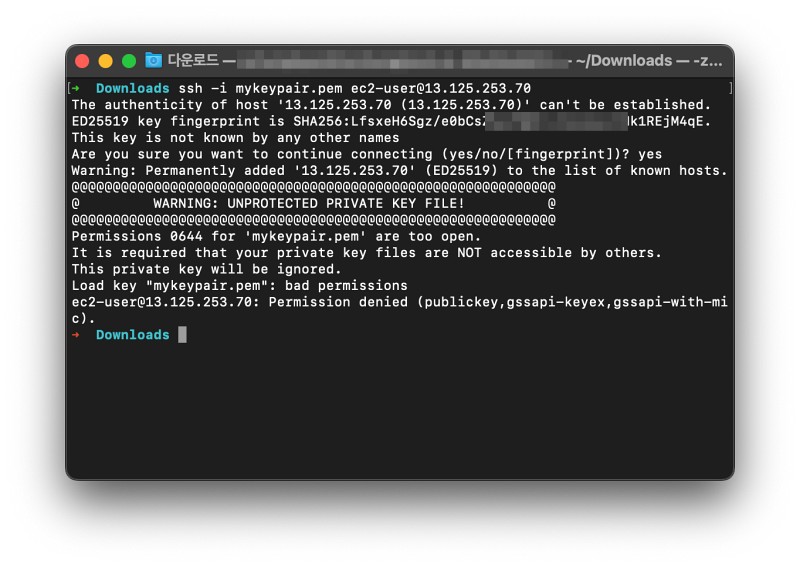 다운로드 — - ~/Downloads — -z...
[➜ Downloads ssh -i mykeypair.pem ec2-user@13.125.253.70 ]
The authenticity of host '13.125.253.70 (13.125.253.70)' can't be established.
ED25519 key fingerprint is SHA256:LfsxeH6Sgz/e0bCs k1REjM4qE.
This key is not known by any other names
Are you sure you want to continue connecting (yes/no/[fingerprint])? yes
Warning: Permanently added '13.125.253.70' (ED25519) to the list of known hosts.
@@@@@@@@@@@@@@@@@@@@@@@@@@@@@@@@@@@@@@@@@@@@@@@@@@@@@@@@@@@
@         WARNING: UNPROTECTED PRIVATE KEY FILE!          @
@@@@@@@@@@@@@@@@@@@@@@@@@@@@@@@@@@@@@@@@@@@@@@@@@@@@@@@@@@@
Permissions 0644 for 'mykeypair.pem' are too open.
It is required that your private key files are NOT accessible by others.
This private key will be ignored.
Load key "mykeypair.pem": bad permissions
ec2-user@13.125.253.70: Permission denied (publickey,gssapi-keyex,gssapi-with-mi
c).
➜ Downloads